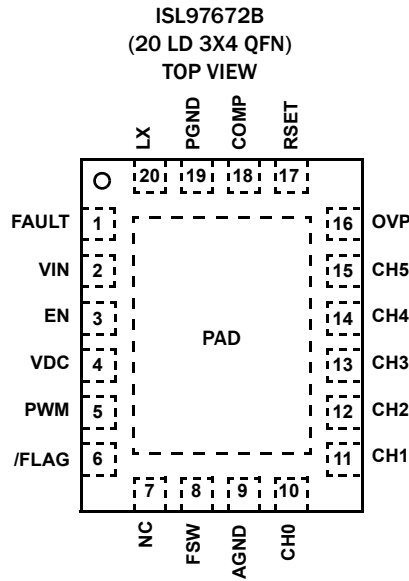 ISL97672B
(20 LD 3X4 QFN)
TOP VIEW
LX PGND COMP RSET
20 19 18 17
FAULT 1 16 OVP
VIN 2 15 CH5
EN 3 14 CH4
PAD
VDC 4 13 CH3
PWM 5 12 CH2
/FLAG 6 11 CH1
7 8 9 10
NC FSW AGND CH0